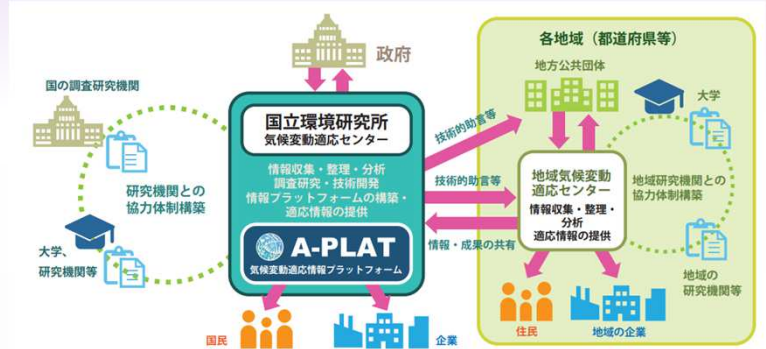 政府
国の調査研究機関
研究機関との
協力体制構築
大学、
研究機関等
国立環境研究所
気候変動適応センター
情報収集・整理・分析
調査研究・技術開発
情報プラットフォームの構築・
適応情報の提供
A-PLAT
気候変動適応情報プラットフォーム
国民
企業
技術的助言等
技術的助言等
情報・成果の共有
各地域（都道府県等）
地方公共団体
大学
地域気候変動
適応センター
情報収集・整理・
分析
適応情報の提供
地域研究機関との
協力体制構築
地域の
研究機関等
住民
地域の企業